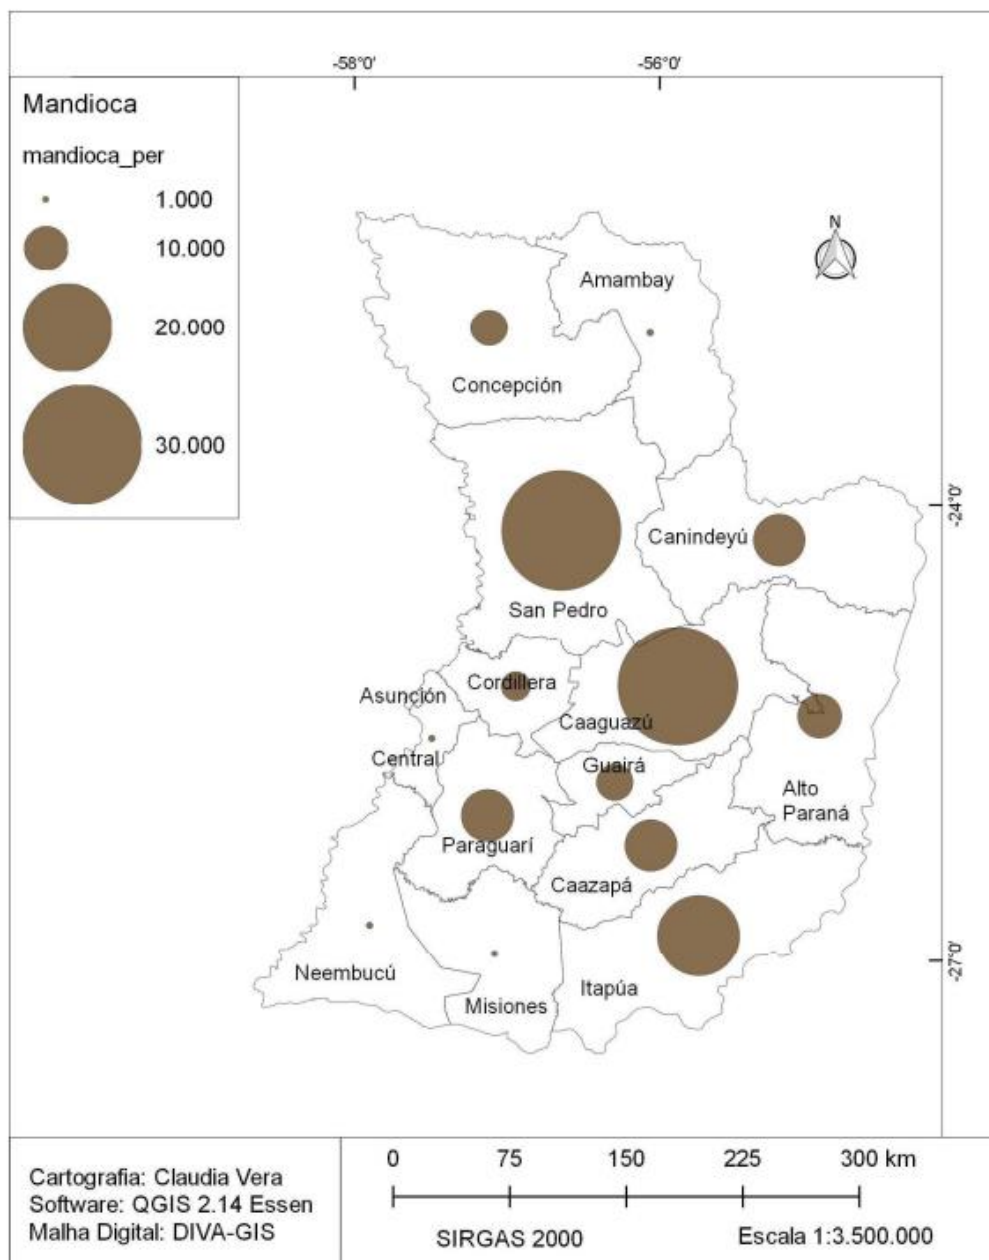 -58°0'
-56°0'
Mandioca
mandioca_per
1.000
10.000
20.000
30.000
N
Amambay
Concepción
-24°0'
Canindeyú
San Pedro
Cordillera
Asunción
Caaguazú
Central
Guairá
Alto
Paraná
Paraguarí
Caazapá
-27°0'
Neembucú
Itapúa
Misiones
Cartografia: Claudia Vera
Software: QGIS 2.14 Essen
Malha Digital: DIVA-GIS
0 75 150 225 300 km
SIRGAS 2000 Escala 1:3.500.000